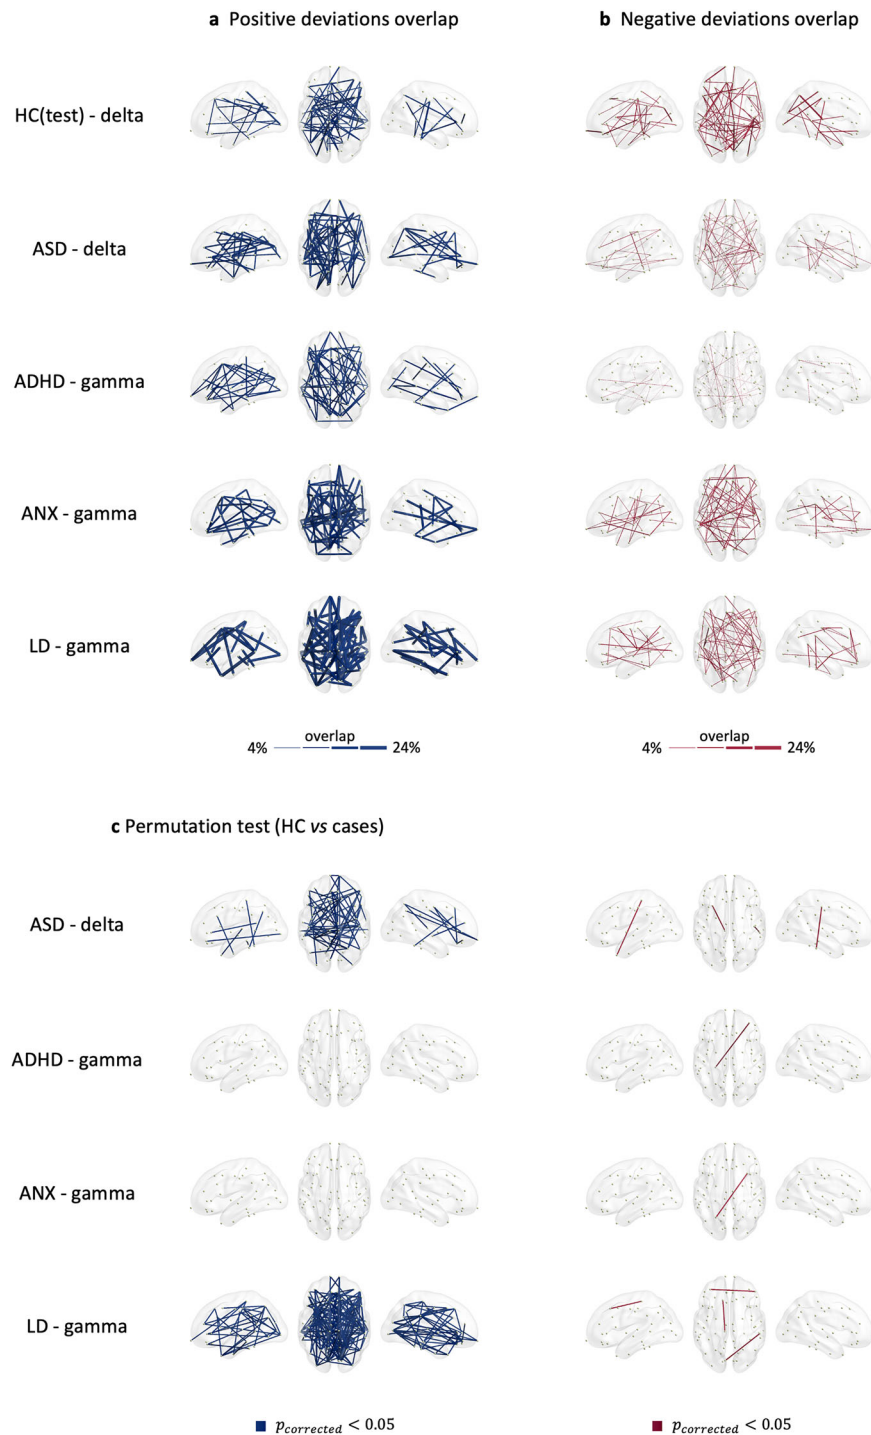 a Positive deviations overlap
b Negative deviations overlap
HC(test) - delta
ASD - delta
ADHD - gamma
ANX - gamma
LD - gamma
4% overlap 24%
4% overlap 24%
c Permutation test (HC vs cases)
ASD - delta
ADHD - gamma
ANX - gamma
LD - gamma
p_corrected < 0.05
p_corrected < 0.05